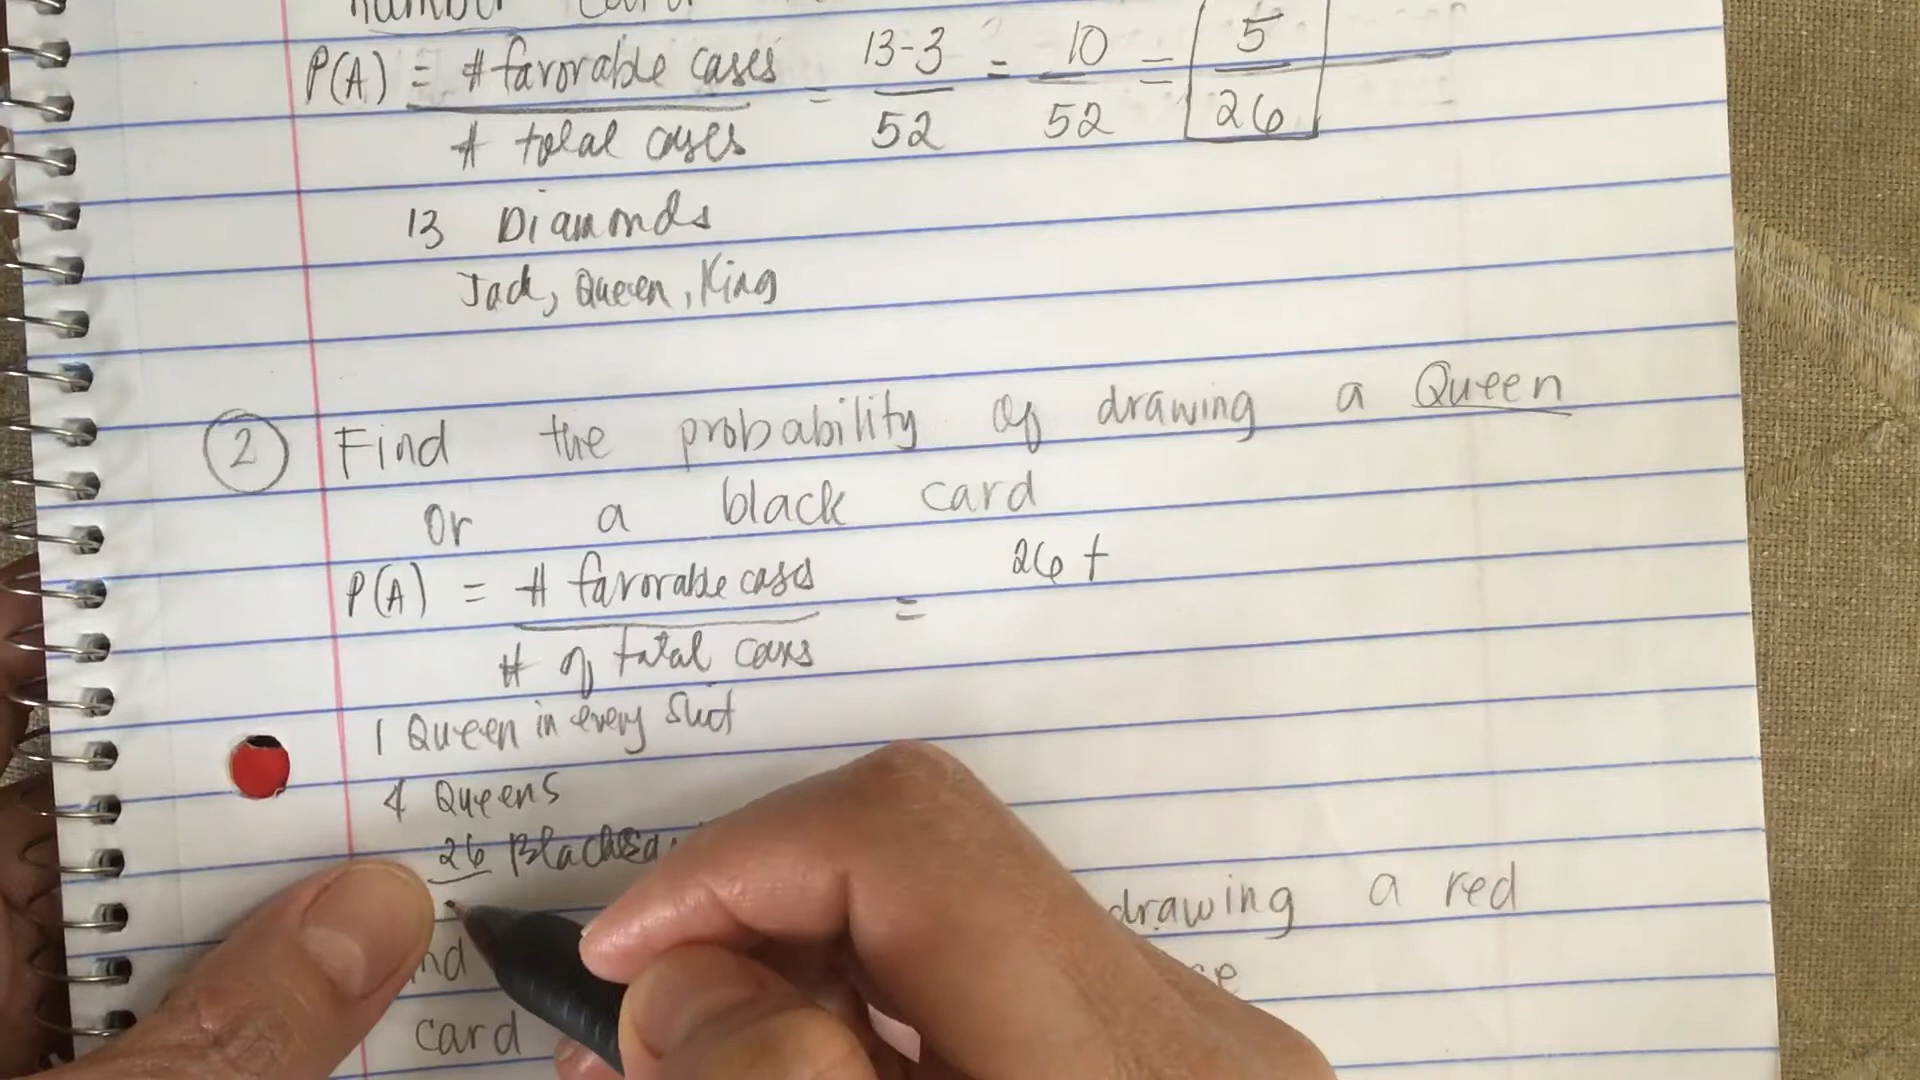 number card
P(A) = # favorable cases = 13-3 = 10 = 5
# total cases 52 52 26
13 Diamonds
Jack, Queen, King
2 Find the probability of drawing a Queen
or a black card
P(A) = # favorable cases = 26 +
# of total cases
1 Queen in every suit
4 Queens
26 Black
drawing a red
card